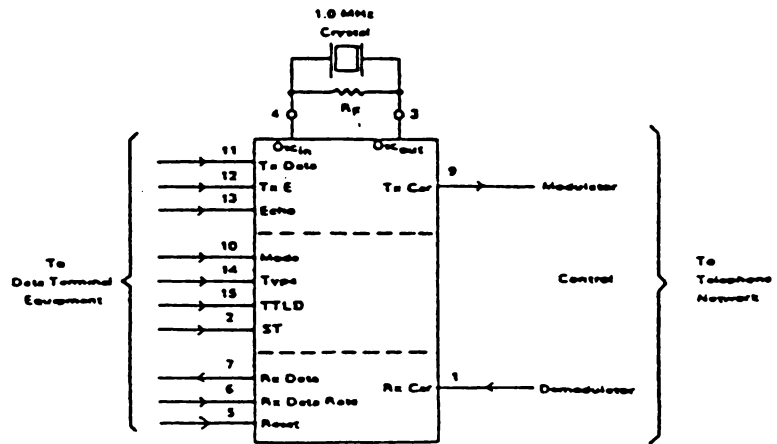 1.0 MHz
Crystal
RF
4
3
Oscin
Oscout
11
Tx Data
12
Tx E
9
Tx Car
Modulator
13
Echo
10
Mode
14
Type
15
TTLD
2
ST
To
Data Terminal
Equipment
Control
To
Telephone
Network
7
Rx Data
6
Rx Data Rate
1
Rx Car
Demodulator
5
Reset